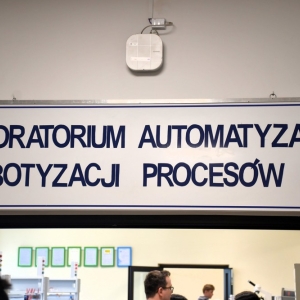 ORATORIUM AUTOMATYZA
BOTYZACJI PROCESÓW